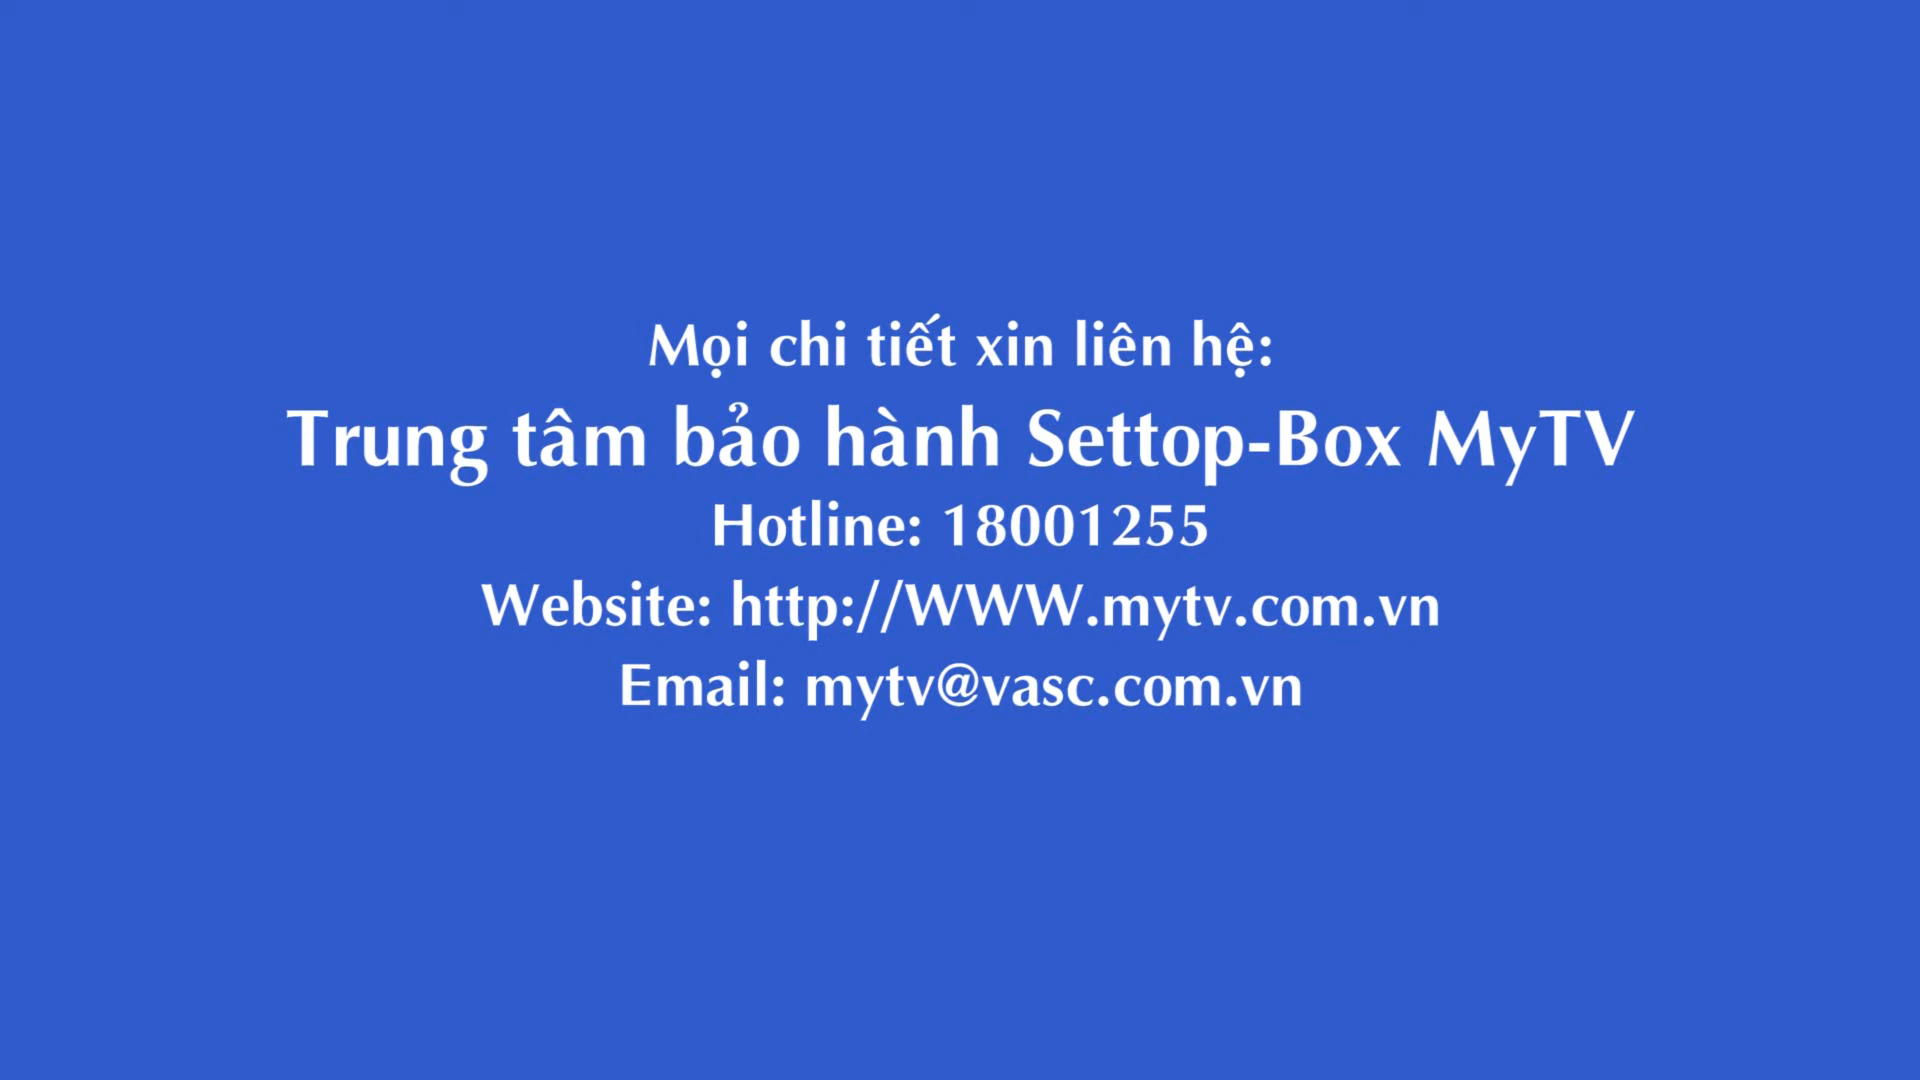 Mọi chi tiết xin liên hệ:
Trung tâm bảo hành Settop-Box MyTV
Hotline: 18001255
Website: http://WWW.mytv.com.vn
Email: mytv@vasc.com.vn